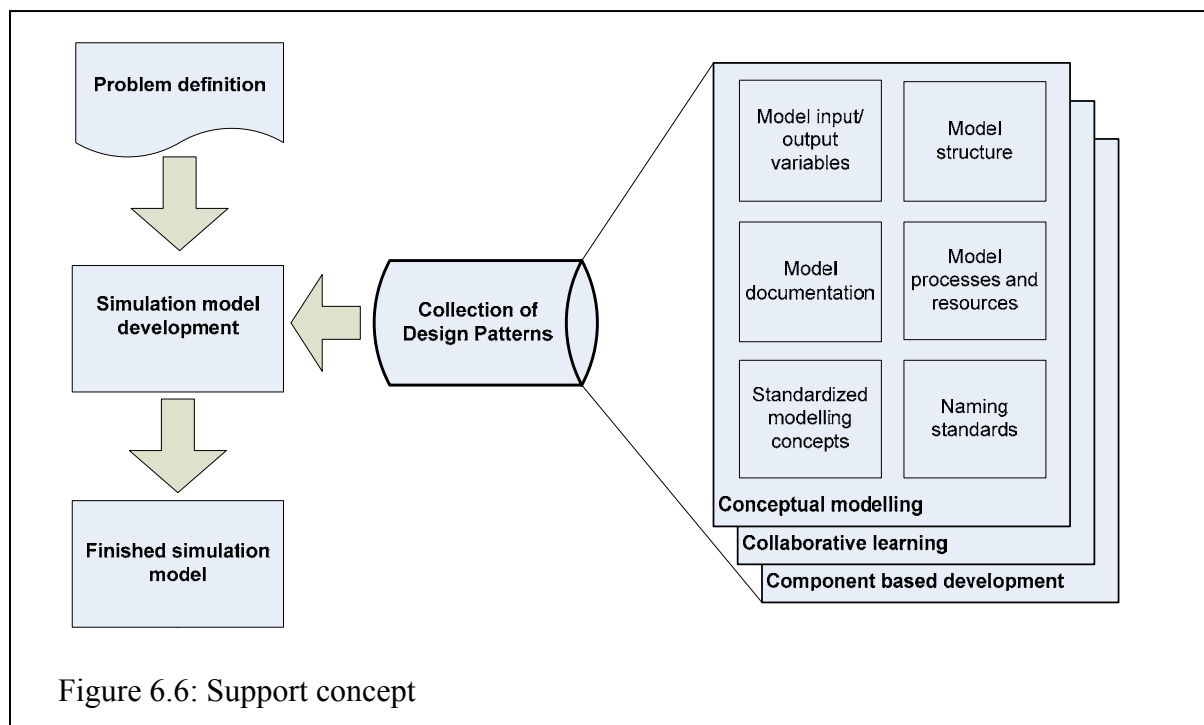 Problem definition
Simulation model
development
Finished simulation
model
Collection of
Design Patterns
Model input/
output
variables
Model
structure
Model
documentation
Model
processes and
resources
Standardized
modelling
concepts
Naming
standards
Conceptual modelling
Collaborative learning
Component based development
Figure 6.6: Support concept